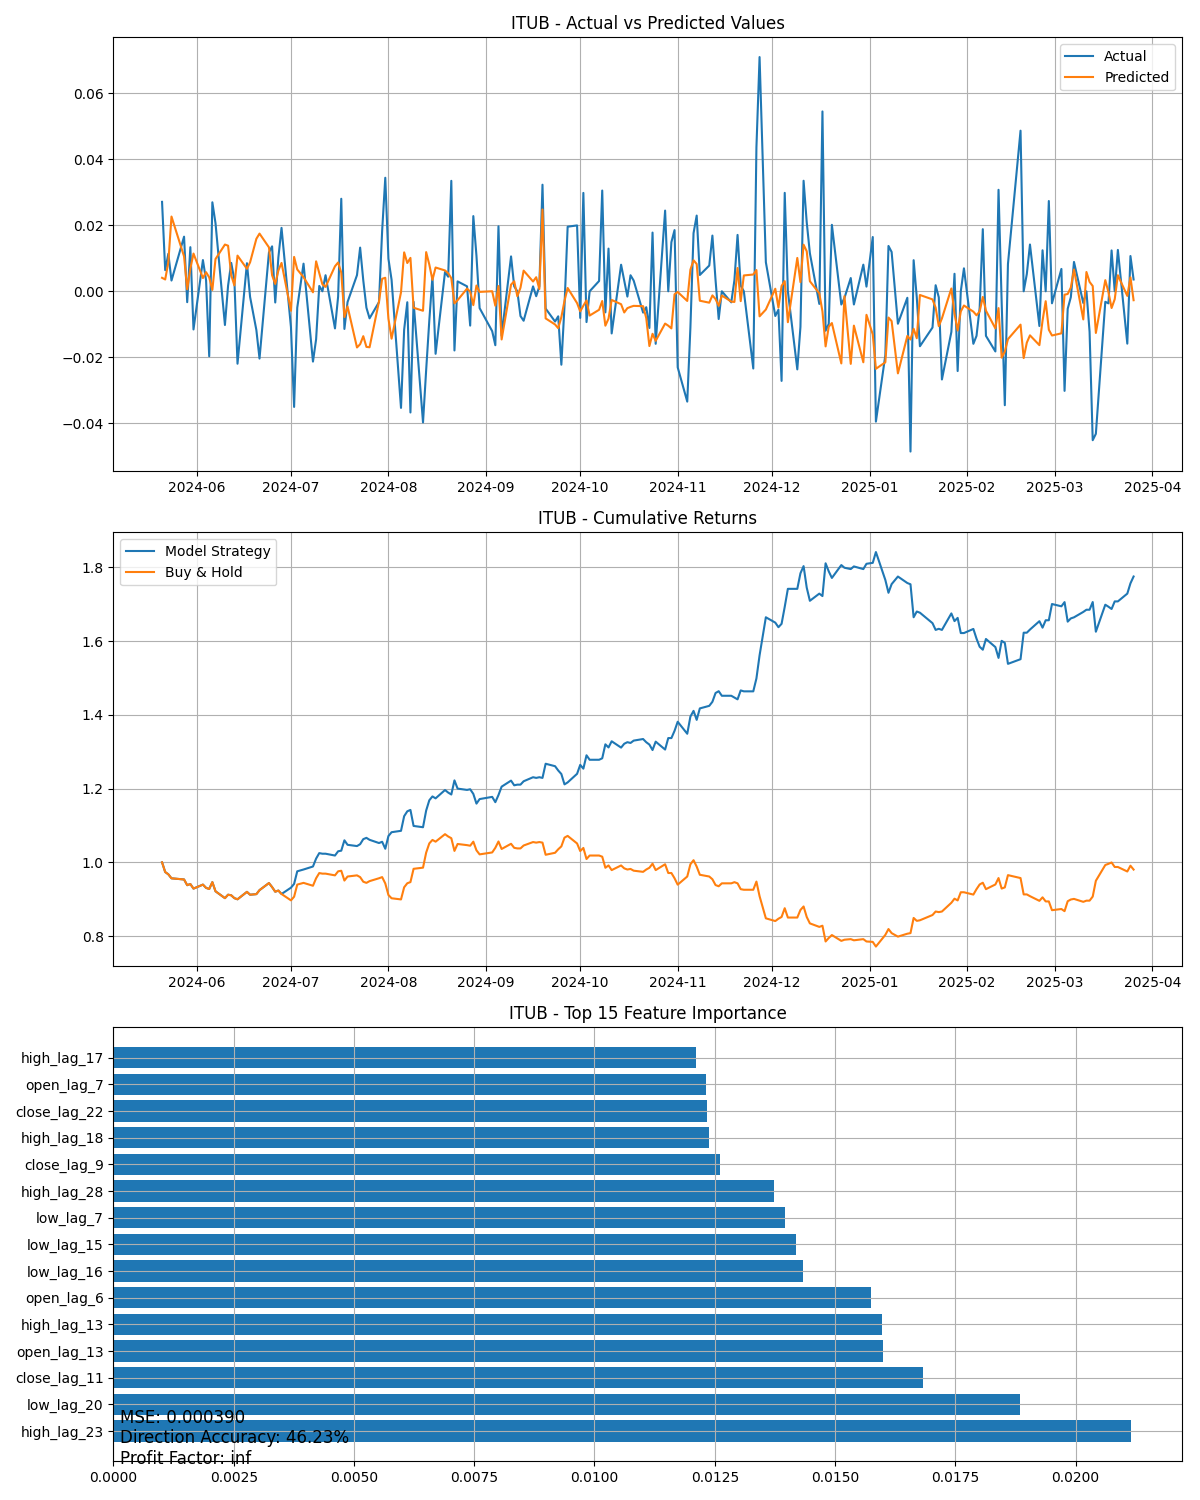 ITUB - Actual vs Predicted Values
Actual
Predicted
0.06
0.04
0.02
0.00
−0.02
−0.04
2024-06 2024-07 2024-08 2024-09 2024-10 2024-11 2024-12 2025-01 2025-02 2025-03 2025-04
ITUB - Cumulative Returns
Model Strategy
Buy & Hold
1.8
1.6
1.4
1.2
1.0
0.8
2024-06 2024-07 2024-08 2024-09 2024-10 2024-11 2024-12 2025-01 2025-02 2025-03 2025-04
ITUB - Top 15 Feature Importance
high_lag_17
open_lag_7
close_lag_22
high_lag_18
close_lag_9
high_lag_28
low_lag_7
low_lag_15
low_lag_16
open_lag_6
high_lag_13
open_lag_13
close_lag_11
low_lag_20
high_lag_23
MSE: 0.000390
Direction Accuracy: 46.23%
Profit Factor: inf
0.0000 0.0025 0.0050 0.0075 0.0100 0.0125 0.0150 0.0175 0.0200